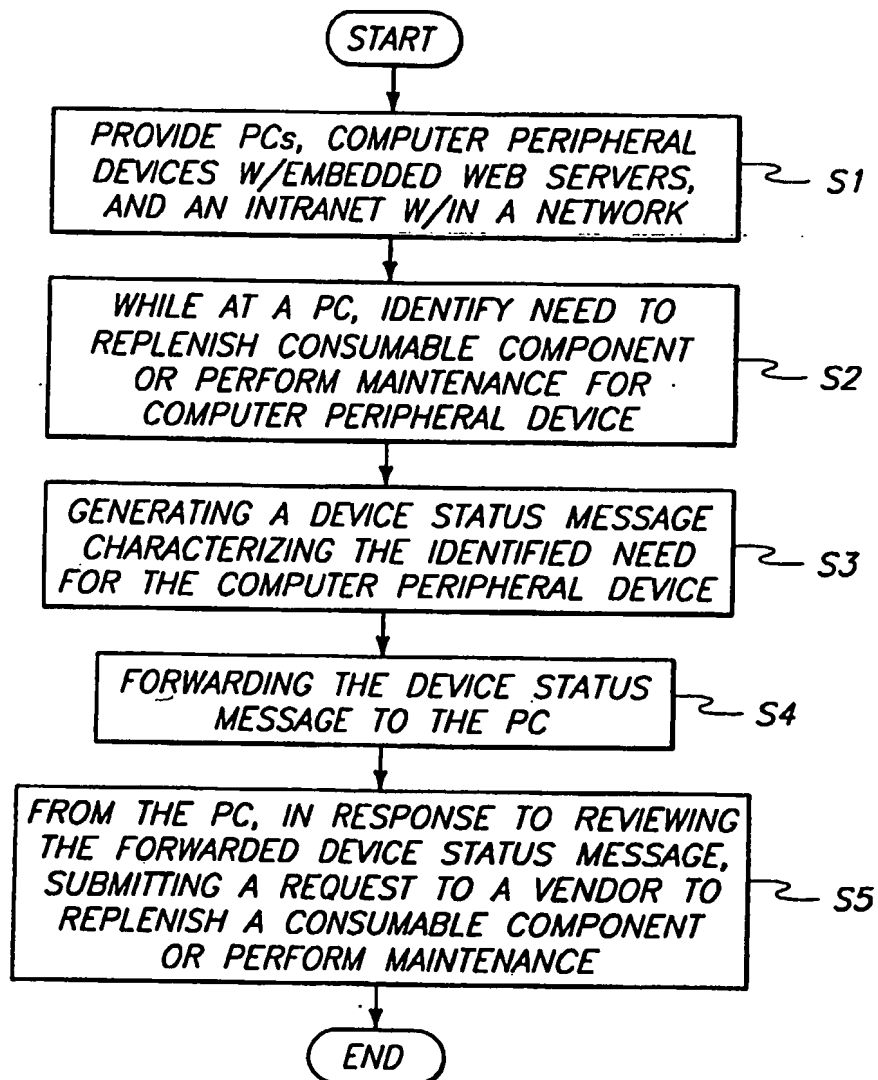 START
PROVIDE PCs, COMPUTER PERIPHERAL
DEVICES W/EMBEDDED WEB SERVERS,
AND AN INTRANET W/IN A NETWORK
S1
WHILE AT A PC, IDENTIFY NEED TO
REPLENISH CONSUMABLE COMPONENT
OR PERFORM MAINTENANCE FOR
COMPUTER PERIPHERAL DEVICE
S2
GENERATING A DEVICE STATUS MESSAGE
CHARACTERIZING THE IDENTIFIED NEED
FOR THE COMPUTER PERIPHERAL DEVICE
S3
FORWARDING THE DEVICE STATUS
MESSAGE TO THE PC
S4
FROM THE PC, IN RESPONSE TO REVIEWING
THE FORWARDED DEVICE STATUS MESSAGE,
SUBMITTING A REQUEST TO A VENDOR TO
REPLENISH A CONSUMABLE COMPONENT
OR PERFORM MAINTENANCE
S5
END